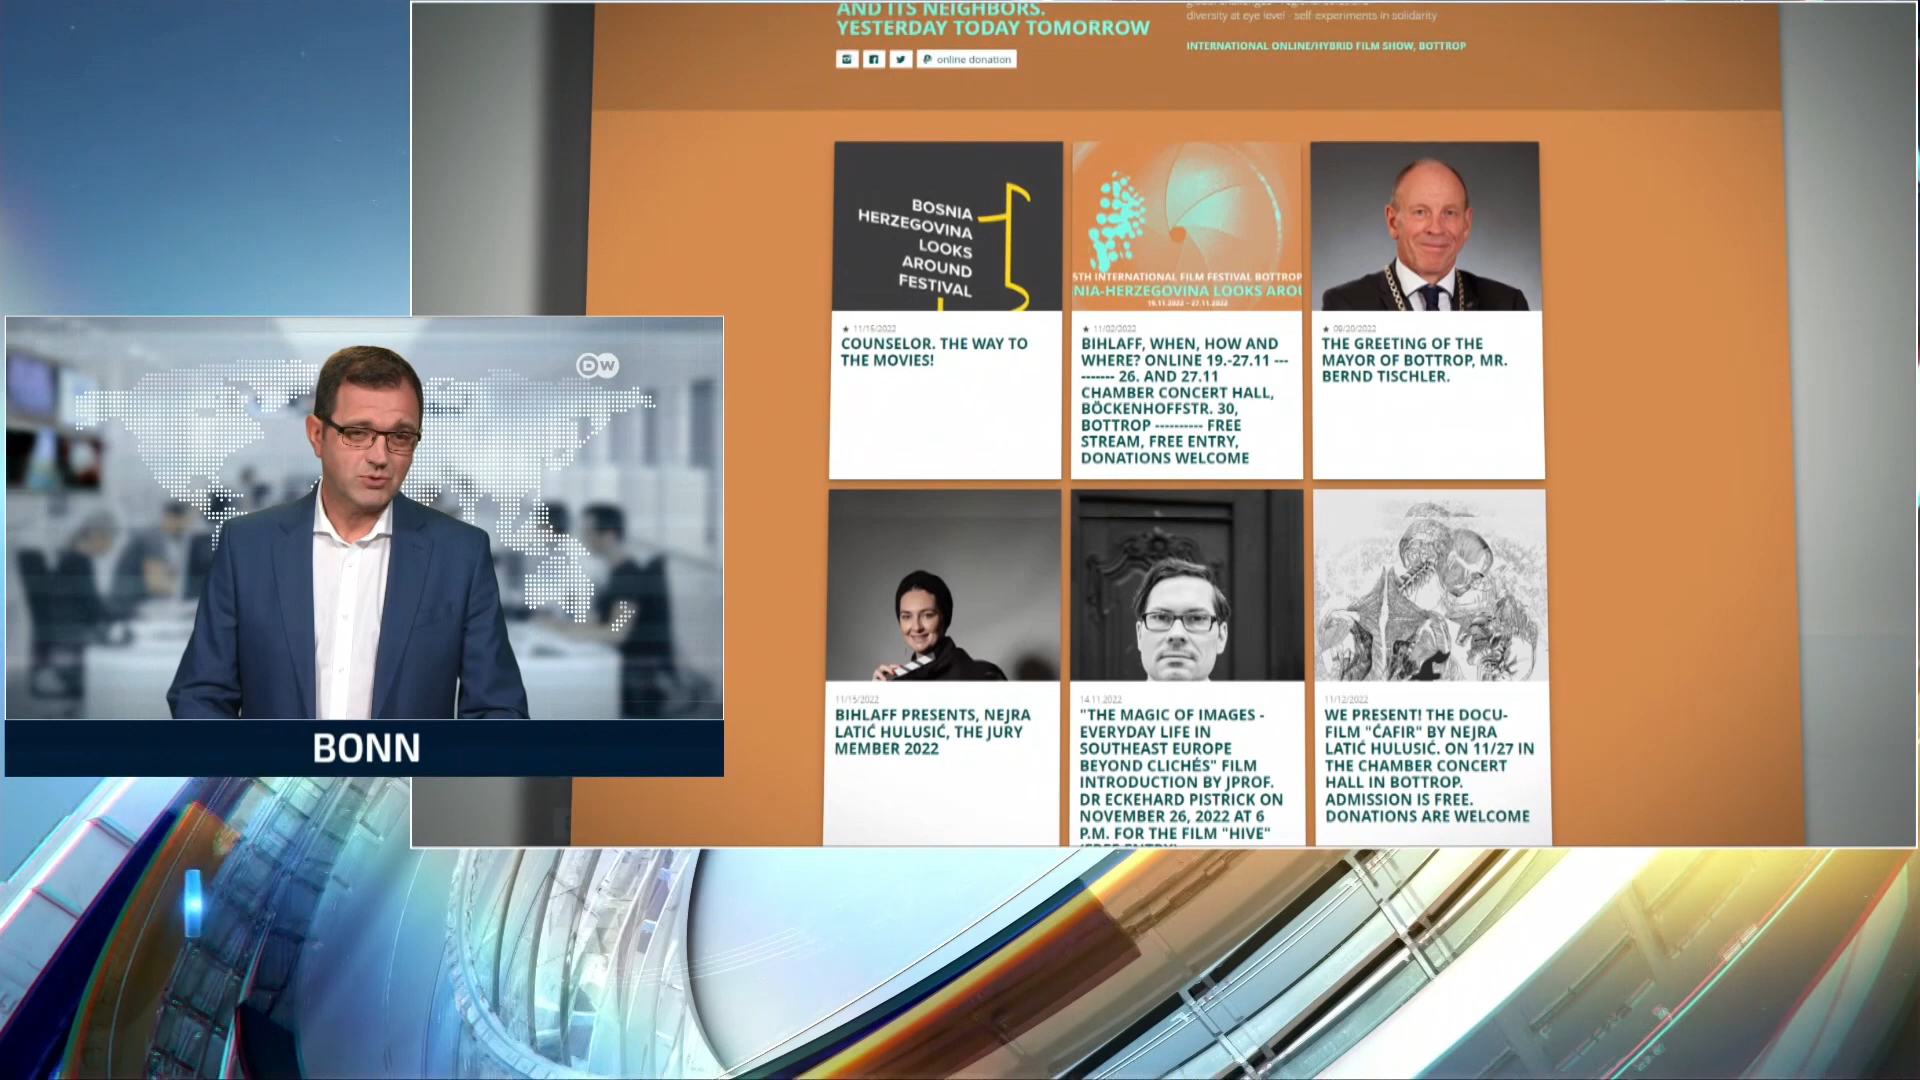 AND ITS NEIGHBORS.
YESTERDAY TODAY TOMORROW
online donation
diversity at eye level self-experiments in solidarity
INTERNATIONAL ONLINE/HYBRID FILM SHOW, BOTTROP
BOSNIA
HERZEGOVINA
LOOKS
AROUND
FESTIVAL
11/15/2022
COUNSELOR. THE WAY TO
THE MOVIES!
5TH INTERNATIONAL FILM FESTIVAL BOTTROP
NIA-HERZEGOVINA LOOKS AROU
19.11.2022 - 27.11.2022
11/02/2022
BIHLAFF, WHEN, HOW AND
WHERE? ONLINE 19.-27.11 ---
------- 26. AND 27.11
CHAMBER CONCERT HALL,
BÖCKENHOFFSTR. 30,
BOTTROP ---------- FREE
STREAM, FREE ENTRY,
DONATIONS WELCOME
09/20/2022
THE GREETING OF THE
MAYOR OF BOTTROP, MR.
BERND TISCHLER.
11/15/2022
BIHLAFF PRESENTS, NEJRA
LATIĆ HULUSIĆ, THE JURY
MEMBER 2022
14.11.2022
"THE MAGIC OF IMAGES -
EVERYDAY LIFE IN
SOUTHEAST EUROPE
BEYOND CLICHÉS" FILM
INTRODUCTION BY JPROF.
DR ECKEHARD PISTRICK ON
NOVEMBER 26, 2022 AT 6
P.M. FOR THE FILM "HIVE"
11/12/2022
WE PRESENT! THE DOCU-
FILM "ĆAFIR" BY NEJRA
LATIĆ HULUSIĆ. ON 11/27 IN
THE CHAMBER CONCERT
HALL IN BOTTROP.
ADMISSION IS FREE.
DONATIONS ARE WELCOME
DW
BONN